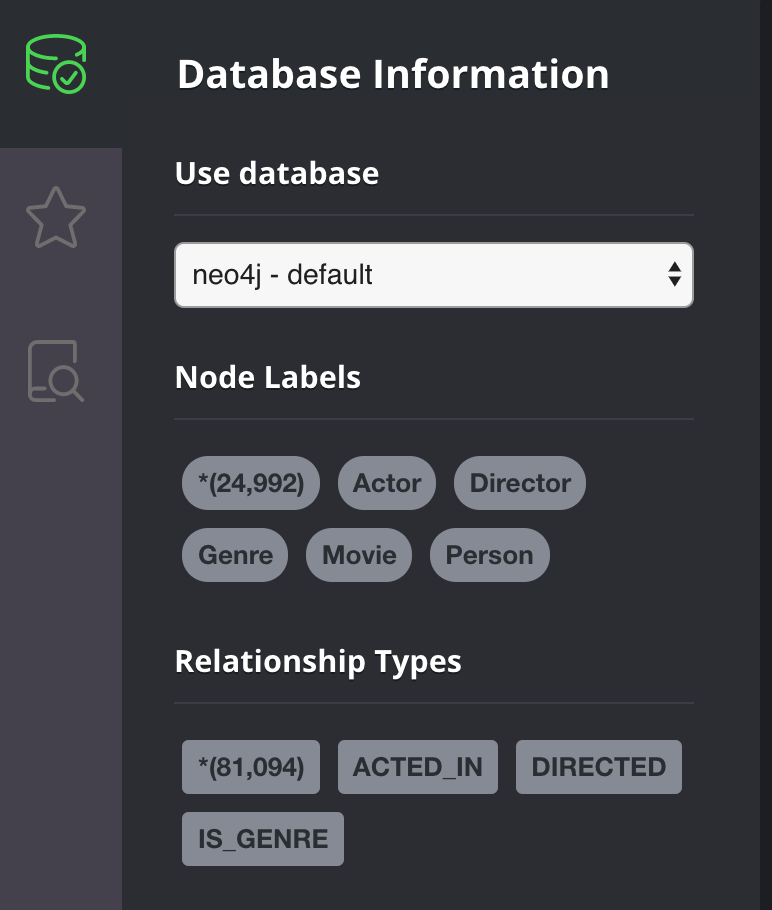 Database Information
Use database
neo4j - default
Node Labels
*(24,992) Actor Director
Genre Movie Person
Relationship Types
*(81,094) ACTED_IN DIRECTED
IS_GENRE